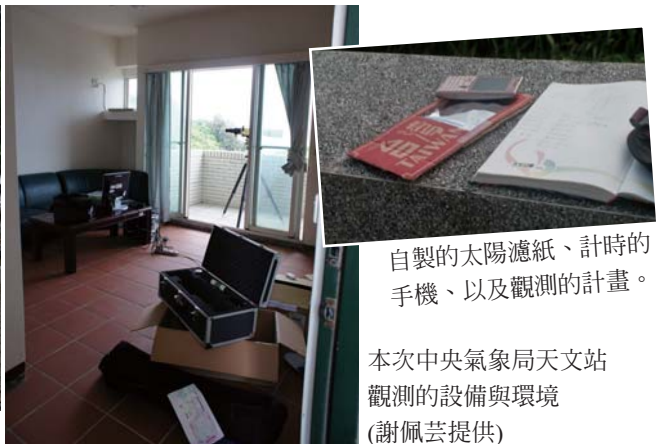 TAIWAN
自製的太陽濾紙、計時的
手機、以及觀測的計畫。
本次中央氣象局天文站
觀測的設備與環境
(謝佩芸提供)